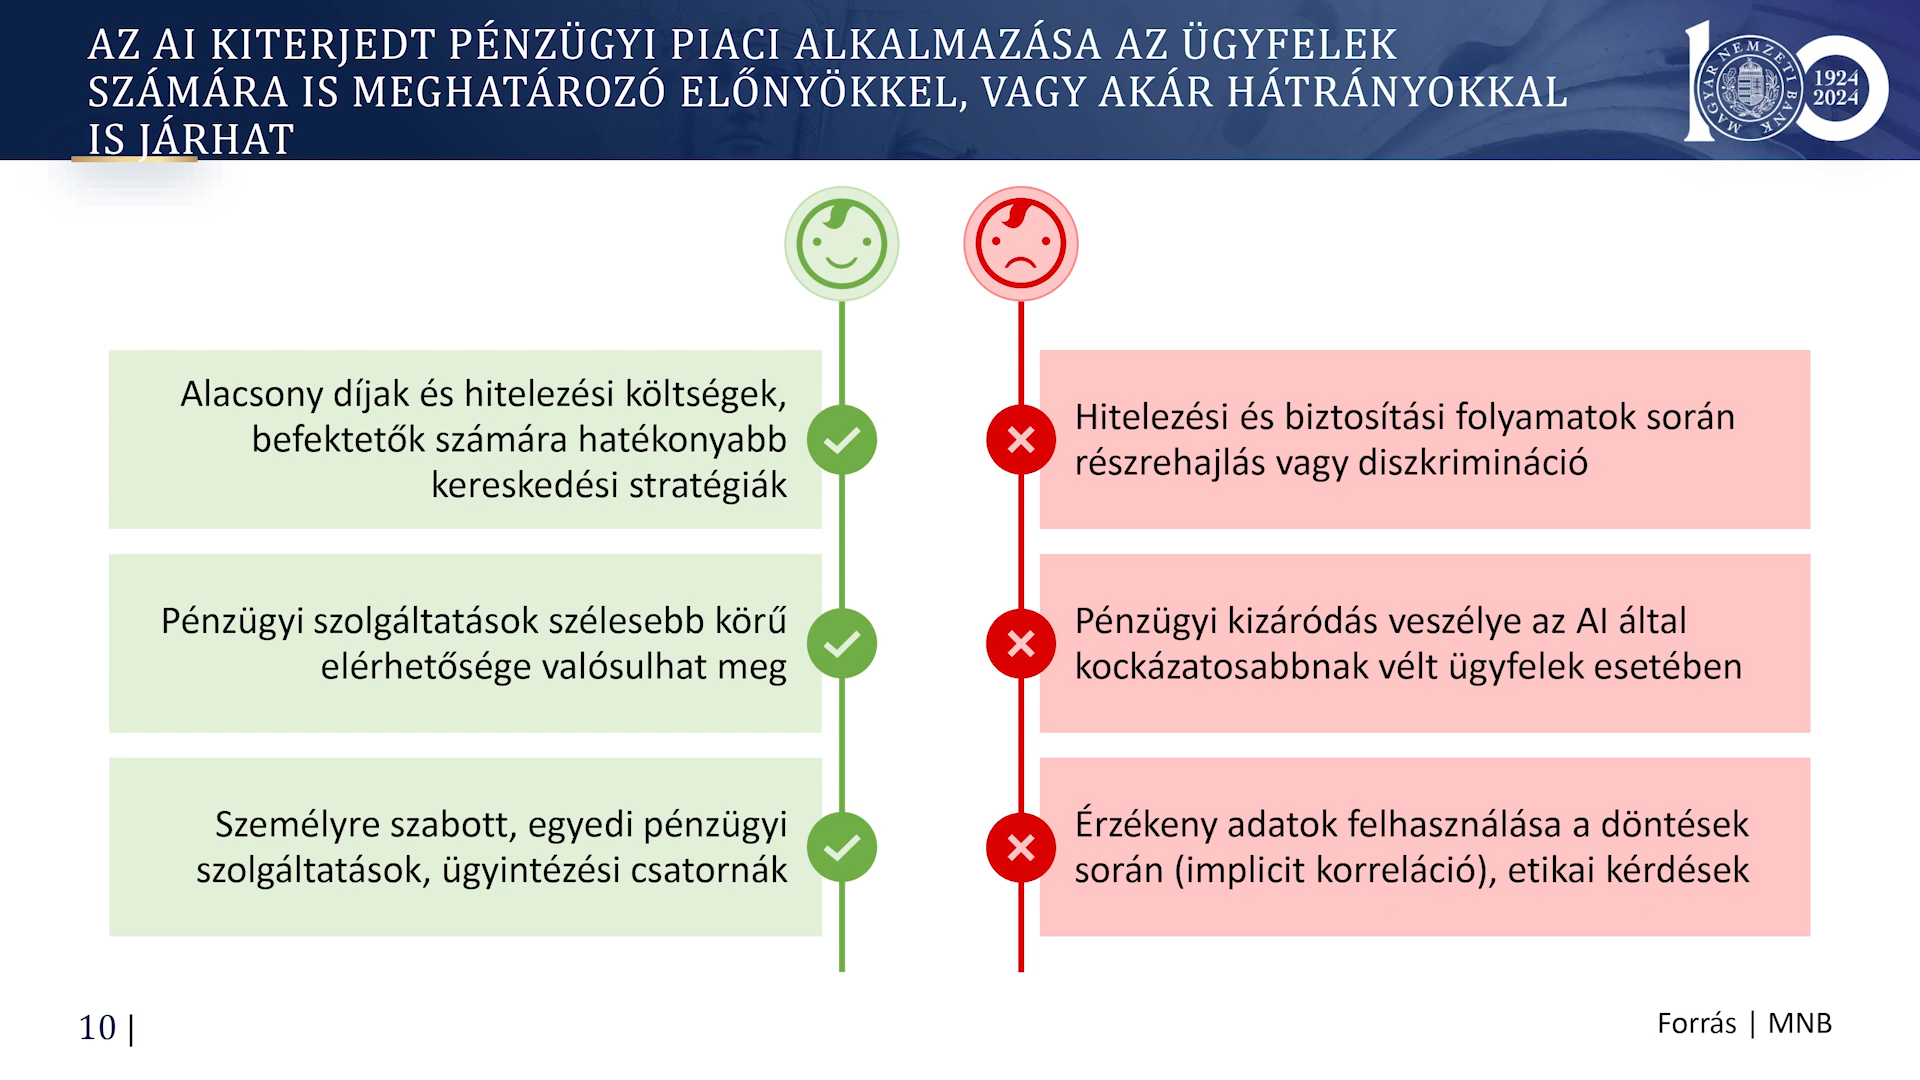 AZ AI KITERJEDT PÉNZÜGYI PIACI ALKALMAZÁSA AZ ÜGYFELEK
SZÁMÁRA IS MEGHATÁROZÓ ELŐNYÖKKEL, VAGY AKÁR HÁTRÁNYOKKAL
IS JÁRHAT
MAGYAR NEMZETI BANK
1924
2024
Alacsony díjak és hitelezési költségek,
befektetők számára hatékonyabb
kereskedési stratégiák
Hitelezési és biztosítási folyamatok során
részrehajlás vagy diszkrimináció
Pénzügyi szolgáltatások szélesebb körű
elérhetősége valósulhat meg
Pénzügyi kizáródás veszélye az AI által
kockázatosabbnak vélt ügyfelek esetében
Személyre szabott, egyedi pénzügyi
szolgáltatások, ügyintézési csatornák
Érzékeny adatok felhasználása a döntések
során (implicit korreláció), etikai kérdések
10 |
Forrás | MNB